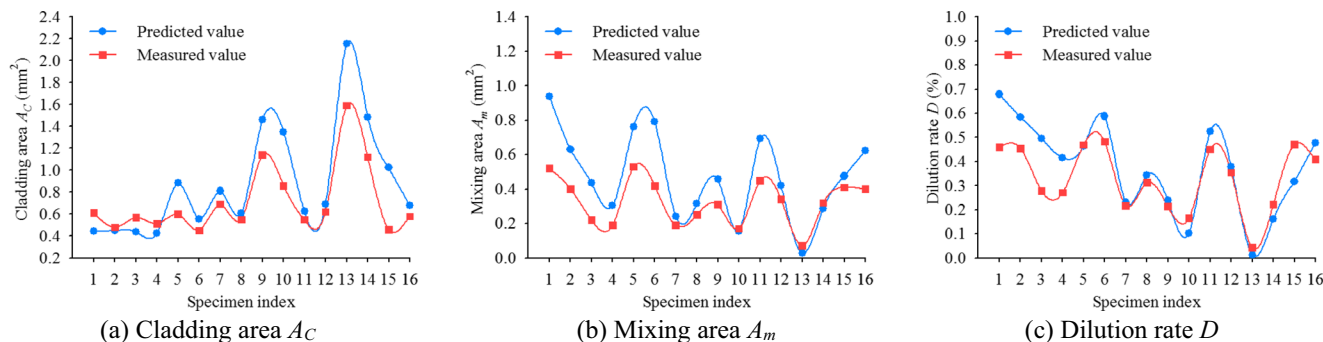 2.4
2.2
2.0
1.8
1.6
1.4
1.2
1.0
0.8
0.6
0.4
0.2
Cladding area A_C (mm²)
Predicted value
Measured value
1 2 3 4 5 6 7 8 9 10 11 12 13 14 15 16
Specimen index
(a) Cladding area A_C
1.4
1.2
1.0
0.8
0.6
0.4
0.2
0.0
Mixing area A_m (mm²)
Predicted value
Measured value
1 2 3 4 5 6 7 8 9 10 11 12 13 14 15 16
Specimen index
(b) Mixing area A_m
1.0
0.9
0.8
0.7
0.6
0.5
0.4
0.3
0.2
0.1
0.0
Dilution rate D (%)
Predicted value
Measured value
1 2 3 4 5 6 7 8 9 10 11 12 13 14 15 16
Specimen index
(c) Dilution rate D